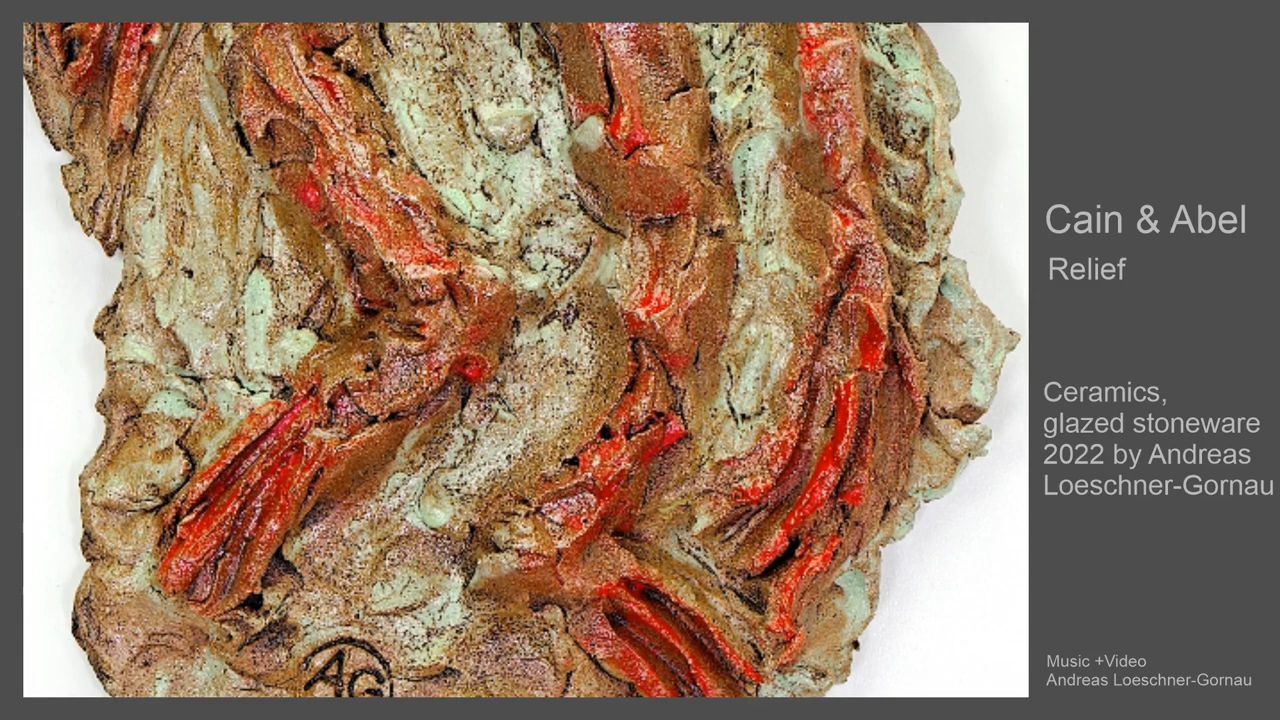 Cain & Abel
Relief
Ceramics,
glazed stoneware
2022 by Andreas
Loeschner-Gornau
Music +Video
Andreas Loeschner-Gornau
AG